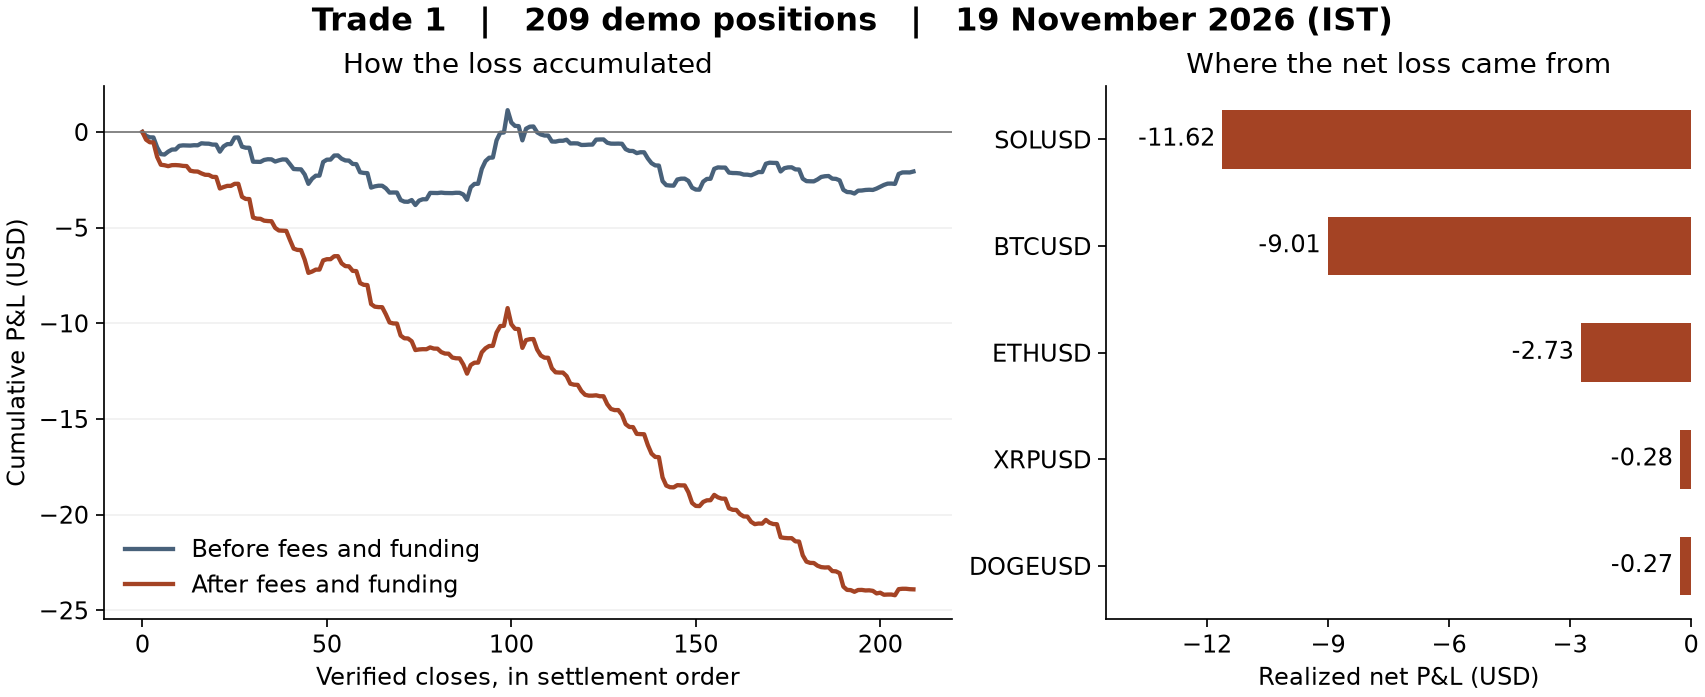 Trade 1 | 209 demo positions | 19 November 2026 (IST)
How the loss accumulated
Cumulative P&L (USD)
0
−5
−10
−15
−20
−25
Before fees and funding
After fees and funding
0 50 100 150 200
Verified closes, in settlement order
Where the net loss came from
SOLUSD -11.62
BTCUSD -9.01
ETHUSD -2.73
XRPUSD -0.28
DOGEUSD -0.27
−12 −9 −6 −3 0
Realized net P&L (USD)